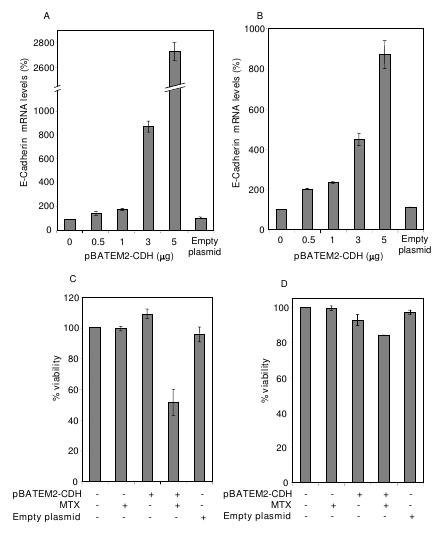 A
E-Cadherin mRNA levels (%)
2800
2600
1000
800
600
400
200
0
0 0.5 1 3 5 Empty plasmid
pBATEM2-CDH (µg)
B
E-Cadherin mRNA levels (%)
1000
800
600
400
200
0
0 0.5 1 3 5 Empty plasmid
pBATEM2-CDH (µg)
C
% viability
120
100
80
60
40
20
0
pBATEM2-CDH - - + + -
MTX - + - + -
Empty plasmid - - - - +
D
% viability
100
80
60
40
20
0
pBATEM2-CDH - - + + -
MTX - + - + -
Empty plasmid - - - - +